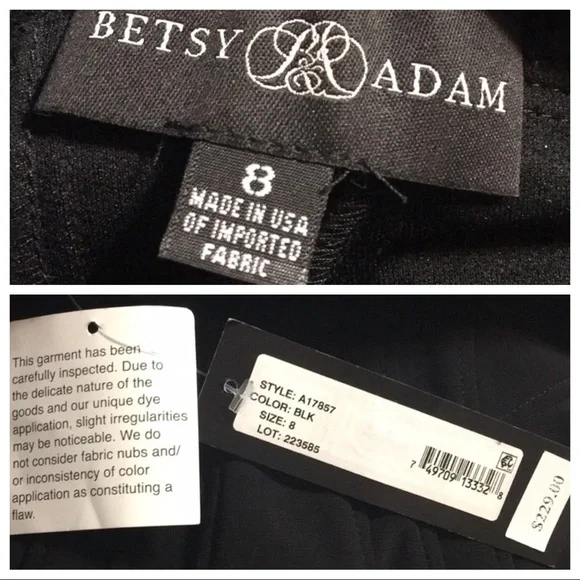 BETSY ADAM
8
MADE IN USA
OF IMPORTED
FABRIC
This garment has been
carefully inspected. Due to
the delicate nature of the
goods and our unique dye
application, slight irregularities
may be noticeable. We do
not consider fabric nubs and/
or inconsistency of color
application as constituting a
flaw.
STYLE: A17857
COLOR: BLK
SIZE: 8
LOT: 223585
7 49709 13332 8
$229.00